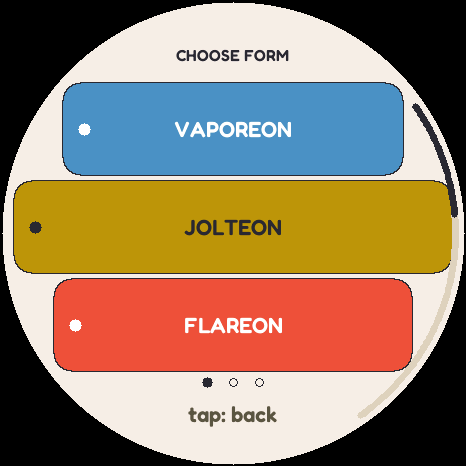 CHOOSE FORM
VAPOREON
JOLTEON
FLAREON
tap: back